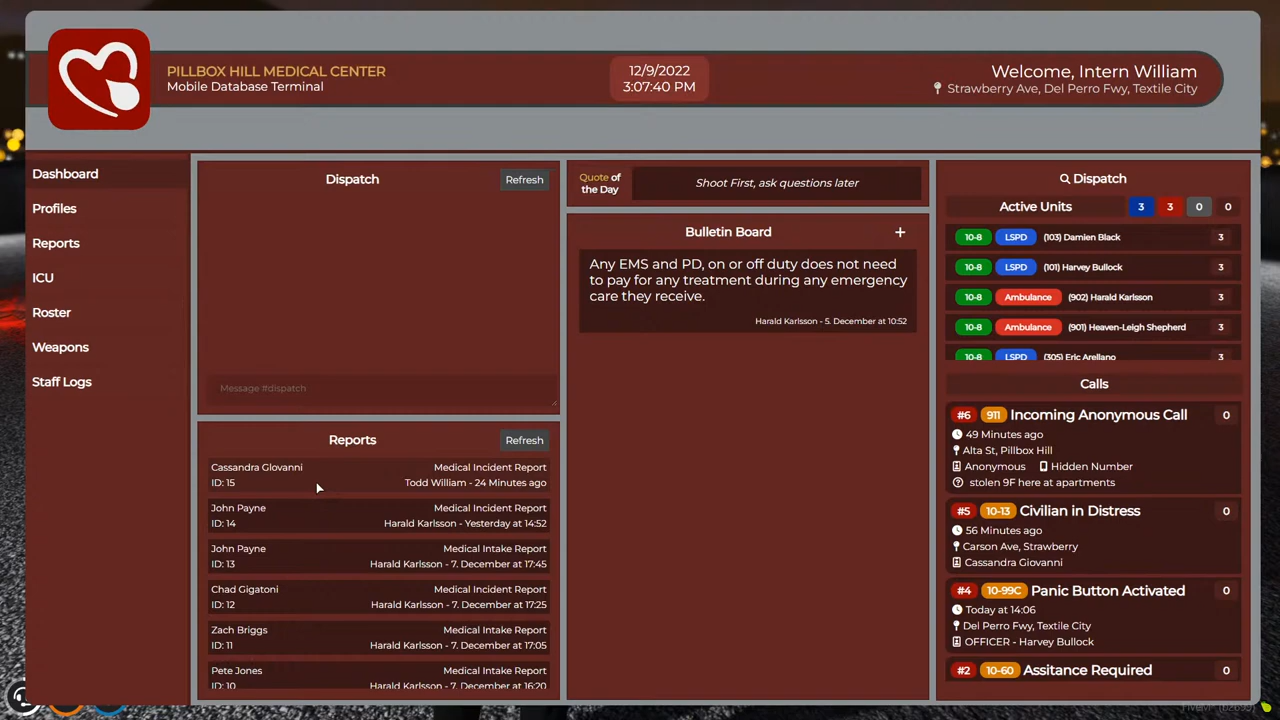 PILLBOX HILL MEDICAL CENTER
Mobile Database Terminal
12/9/2022
3:07:40 PM
Welcome, Intern William
Strawberry Ave, Del Perro Fwy, Textile City
Dashboard
Profiles
Reports
ICU
Roster
Weapons
Staff Logs
Dispatch
Refresh
Message #dispatch
Reports
Refresh
Cassandra GIovanni Medical Incident Report
ID: 15 Todd William - 24 Minutes ago
John Payne Medical Incident Report
ID: 14 Harald Karlsson - Yesterday at 14:52
John Payne Medical Intake Report
ID: 13 Harald Karlsson - 7. December at 17:45
Chad Gigatoni Medical Incident Report
ID: 12 Harald Karlsson - 7. December at 17:25
Zach Briggs Medical Incident Report
ID: 11 Harald Karlsson - 7. December at 17:05
Pete Jones Medical Intake Report
ID: 10 Harald Karlsson - 7. December at 16:20
Quote of
the Day
Shoot First, ask questions later
Bulletin Board +
Any EMS and PD, on or off duty does not need
to pay for any treatment during any emergency
care they receive.
Harald Karlsson - 5. December at 10:52
Dispatch
Active Units 3 3 0 0
10-8 LSPD (103) Damien Black 3
10-8 LSPD (101) Harvey Bullock 3
10-8 Ambulance (902) Harald Karlsson 3
10-8 Ambulance (901) Heaven-Leigh Shepherd 3
10-8 LSPD (305) Eric Arellano 3
Calls
#6 911 Incoming Anonymous Call 0
49 Minutes ago
Alta St, Pillbox Hill
Anonymous Hidden Number
stolen 9F here at apartments
#5 10-13 Civilian in Distress 0
56 Minutes ago
Carson Ave, Strawberry
Cassandra GIovanni
#4 10-99C Panic Button Activated 0
Today at 14:06
Del Perro Fwy, Textile City
OFFICER - Harvey Bullock
#2 10-60 Assitance Required 0